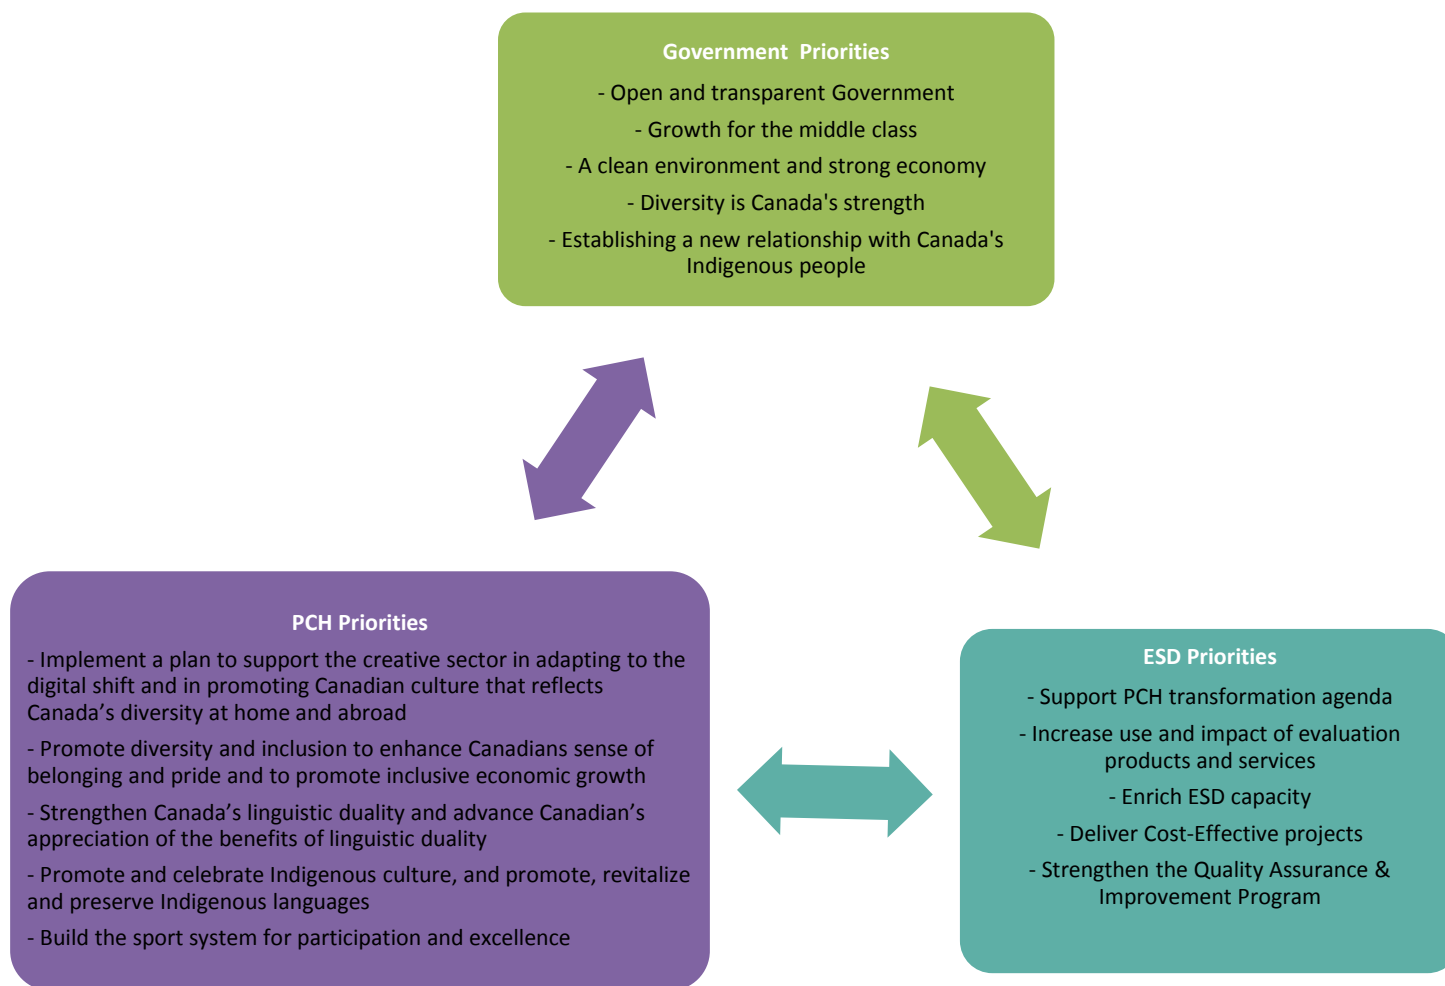 Government  Priorities
- Open and transparent Government
- Growth for the middle class
- A clean environment and strong economy
- Diversity is Canada's strength
- Establishing a new relationship with Canada's
Indigenous people
PCH Priorities
- Implement a plan to support the creative sector in adapting to the
digital shift and in promoting Canadian culture that reflects
Canada’s diversity at home and abroad
- Promote diversity and inclusion to enhance Canadians sense of
belonging and pride and to promote inclusive economic growth
- Strengthen Canada’s linguistic duality and advance Canadian’s
appreciation of the benefits of linguistic duality
- Promote and celebrate Indigenous culture, and promote, revitalize
and preserve Indigenous languages
- Build the sport system for participation and excellence
ESD Priorities
- Support PCH transformation agenda
- Increase use and impact of evaluation
products and services
- Enrich ESD capacity
- Deliver Cost-Effective projects
- Strengthen the Quality Assurance &
Improvement Program